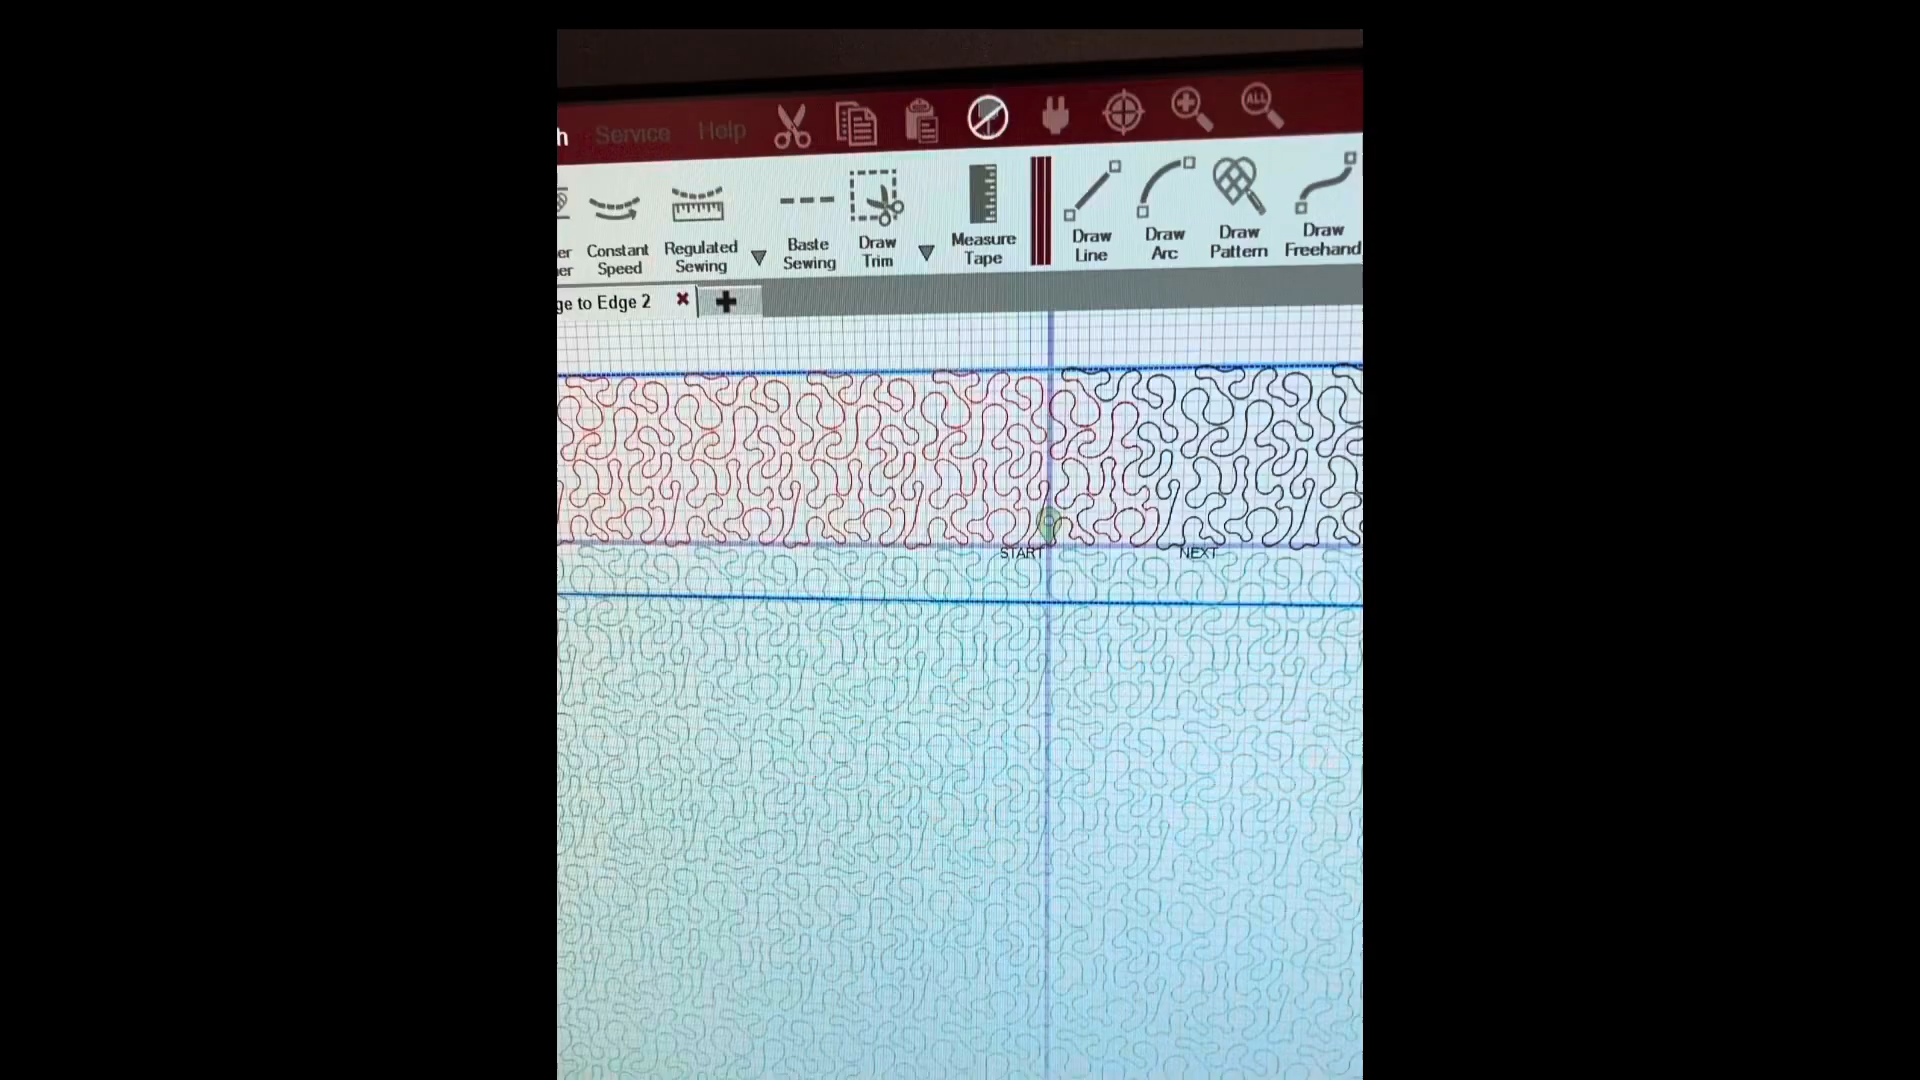 h Service Help
ALL
er
er
Constant
Speed
Regulated
Sewing
Baste
Sewing
Draw
Trim
Measure
Tape
Draw
Line
Draw
Arc
Draw
Pattern
Draw
Freehand
ge to Edge 2
START NEXT